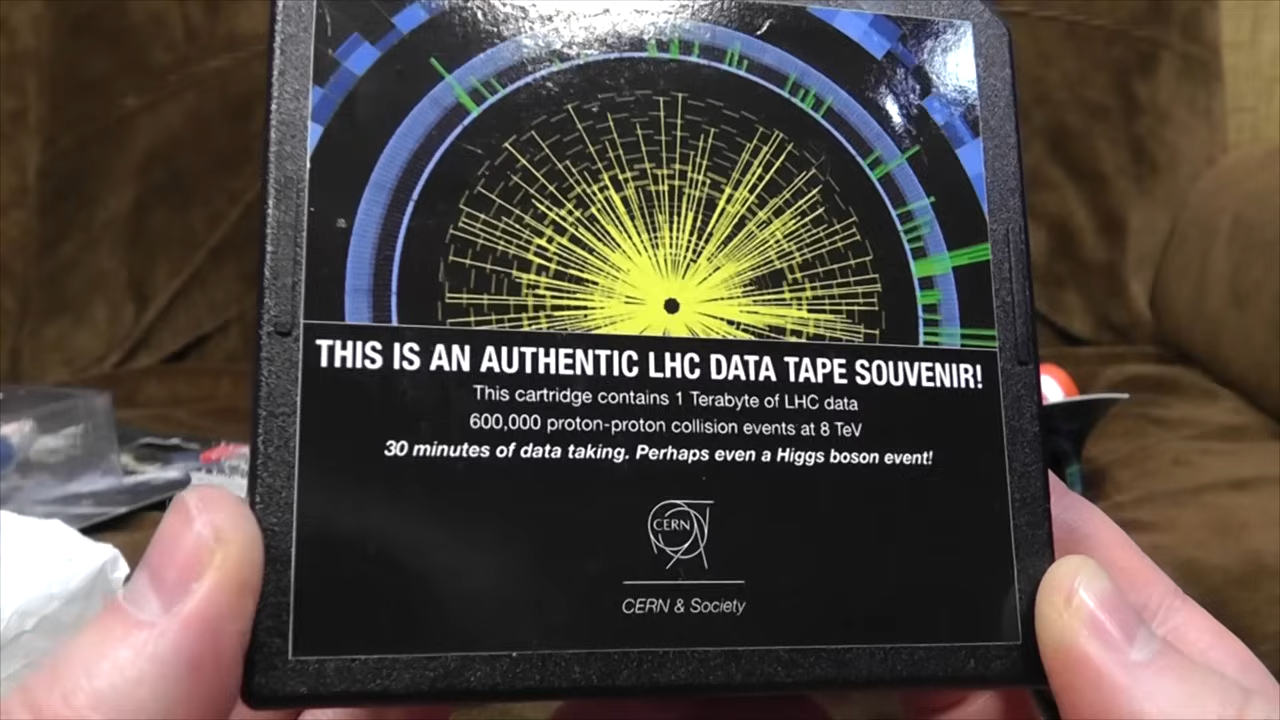 THIS IS AN AUTHENTIC LHC DATA TAPE SOUVENIR!
This cartridge contains 1 Terabyte of LHC data
600,000 proton-proton collision events at 8 TeV
30 minutes of data taking. Perhaps even a Higgs boson event!
CERN
CERN & Society